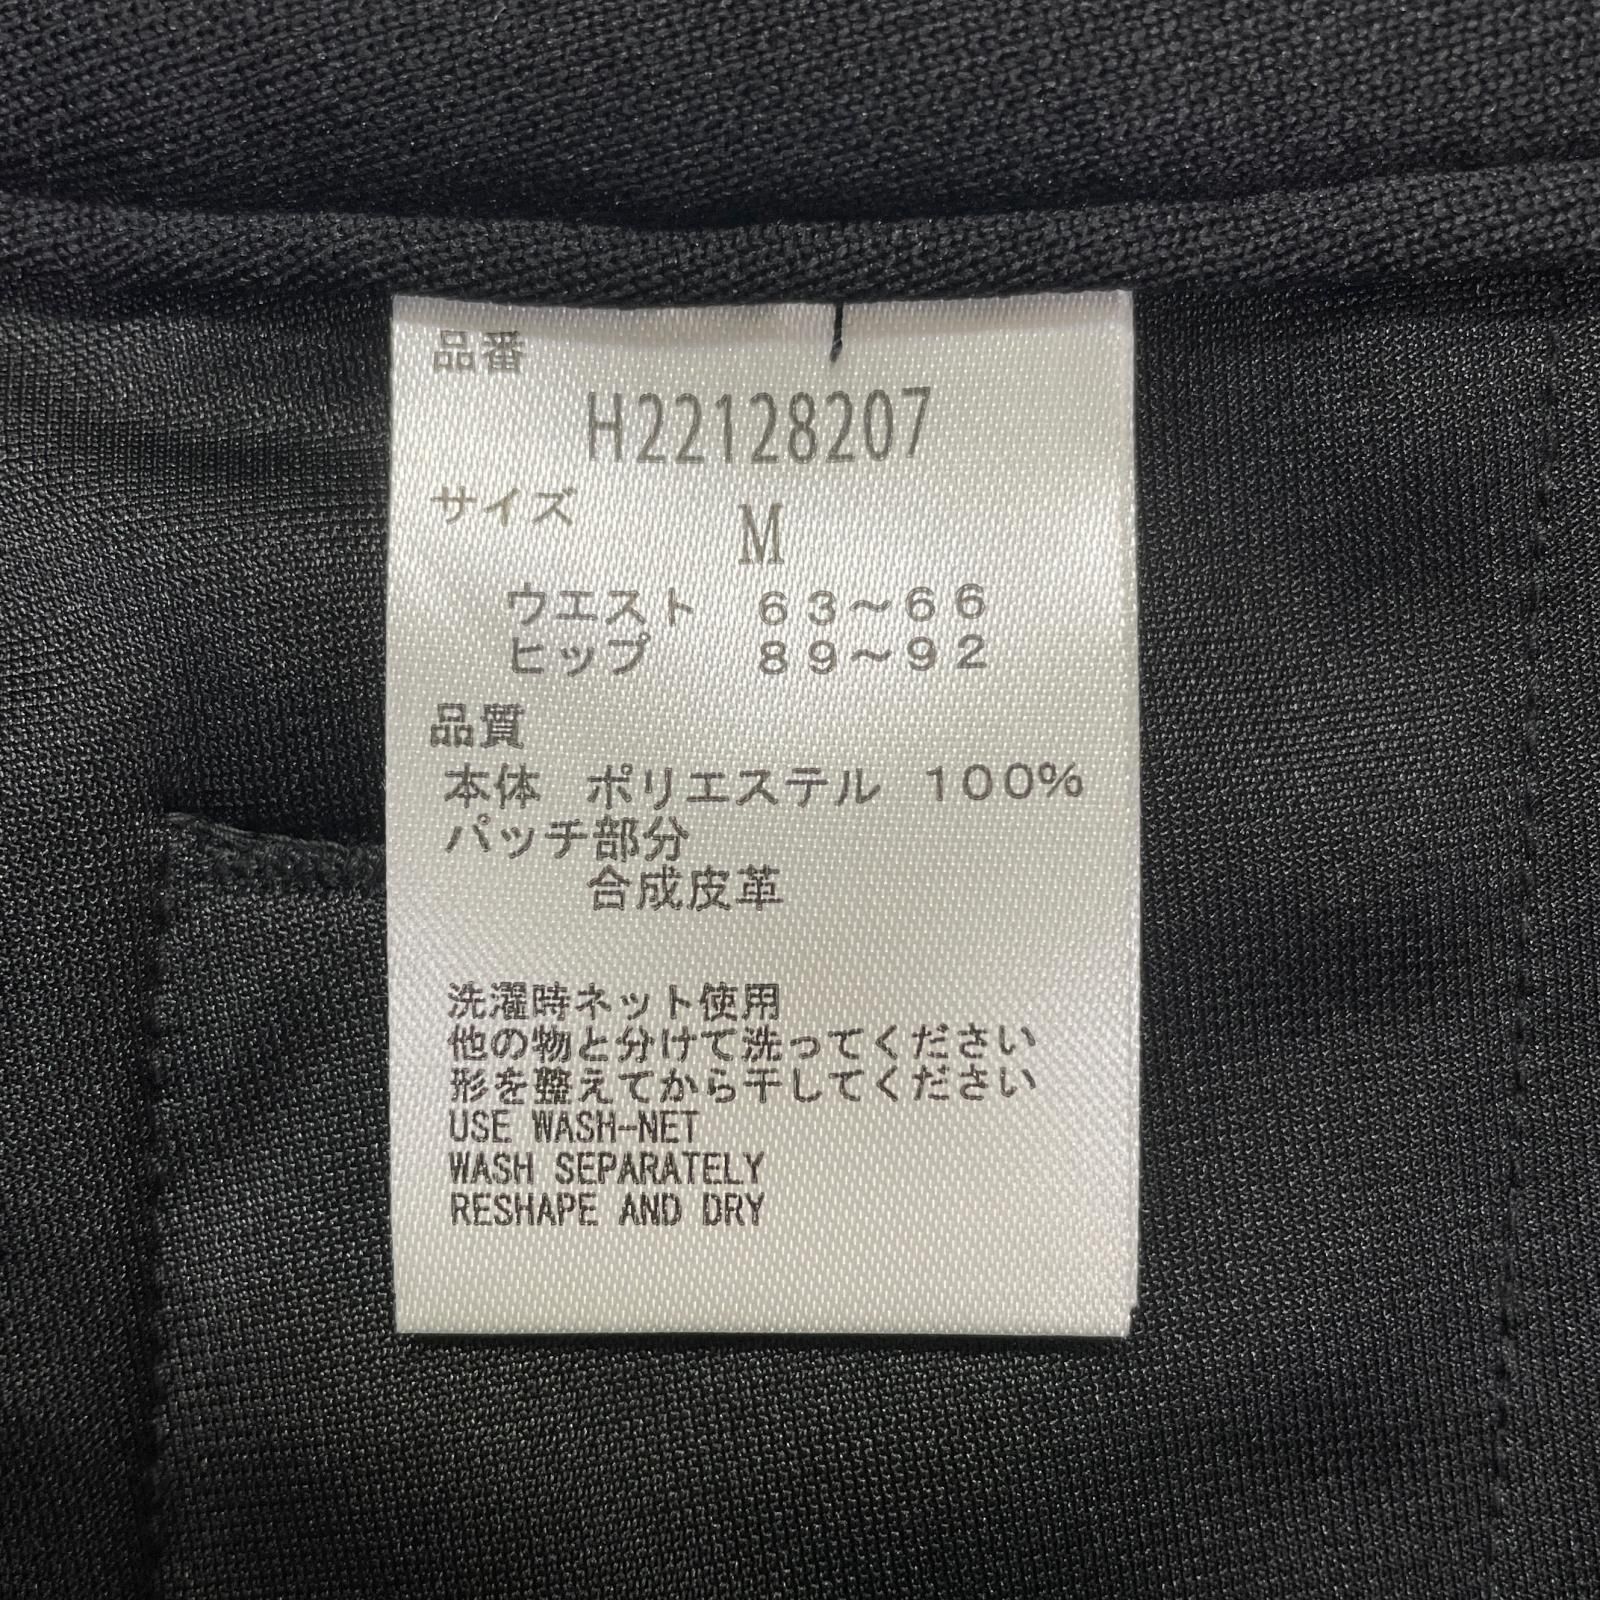 品番
H22128207
サイズ M
ウエスト 63～66
ヒップ 89～92
品質
本体 ポリエステル 100%
パッチ部分
合成皮革
洗濯時ネット使用
他の物と分けて洗ってください
形を整えてから干してください
USE WASH-NET
WASH SEPARATELY
RESHAPE AND DRY